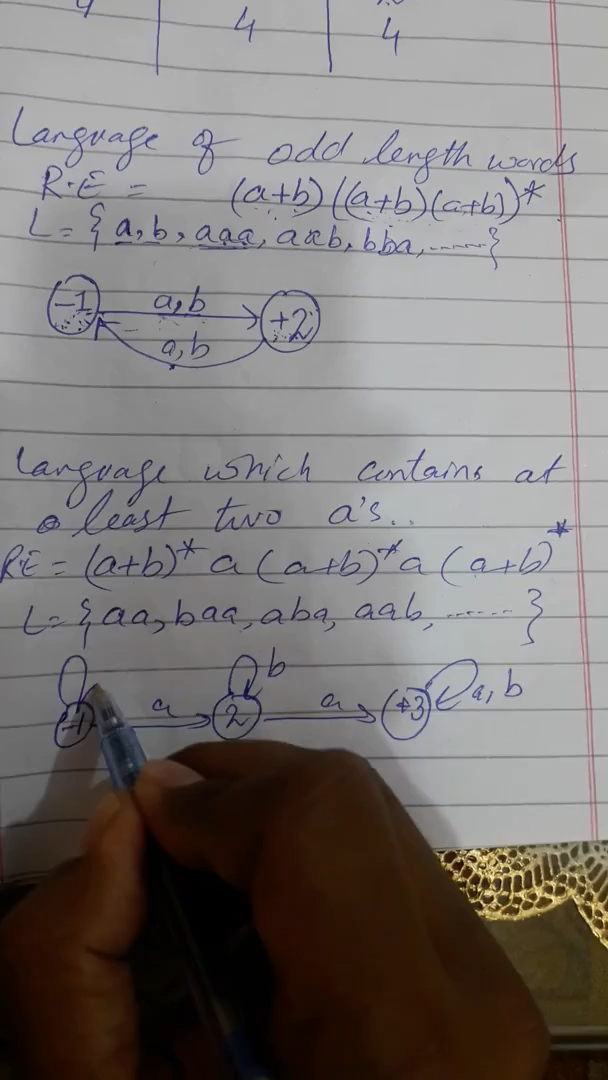 4 4
Language of odd length words
R.E = (a+b)((a+b)(a+b))*
L = { a, b, aaa, aab, bba, ...... }
-1 a,b +2
a,b
Language which contains at
least two a's..
RE = (a+b)* a (a+b)* a (a+b)*
L = { aa, baa, aba, aab, ...... }
b
-1 a 2 a +3 a, b